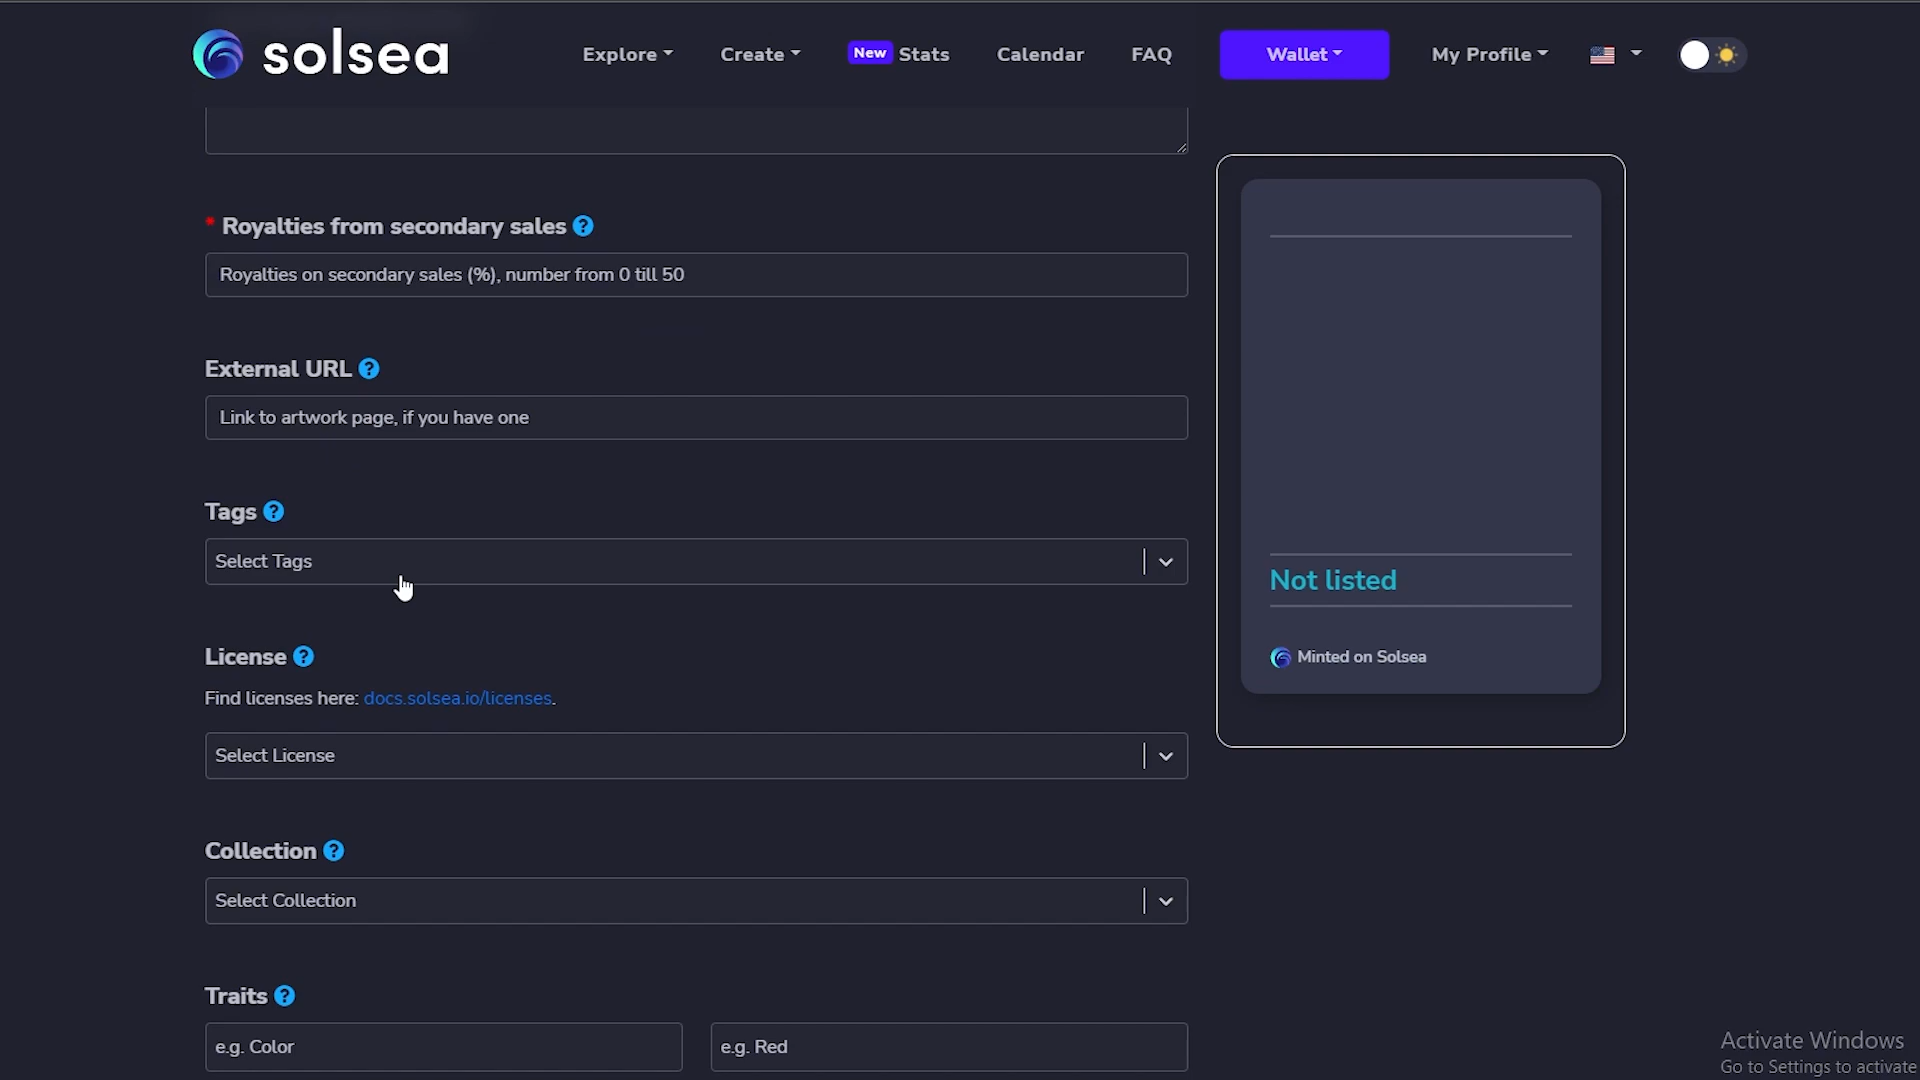 solsea
Explore
Create
New Stats
Calendar
FAQ
Wallet
My Profile
* Royalties from secondary sales ?
Royalties on secondary sales (%), number from 0 till 50
External URL ?
Link to artwork page, if you have one
Tags ?
Select Tags
License ?
Find licenses here: docs.solsea.io/licenses.
Select License
Collection ?
Select Collection
Traits ?
e.g. Color
e.g. Red
Not listed
Minted on Solsea
Activate Windows
Go to Settings to activate